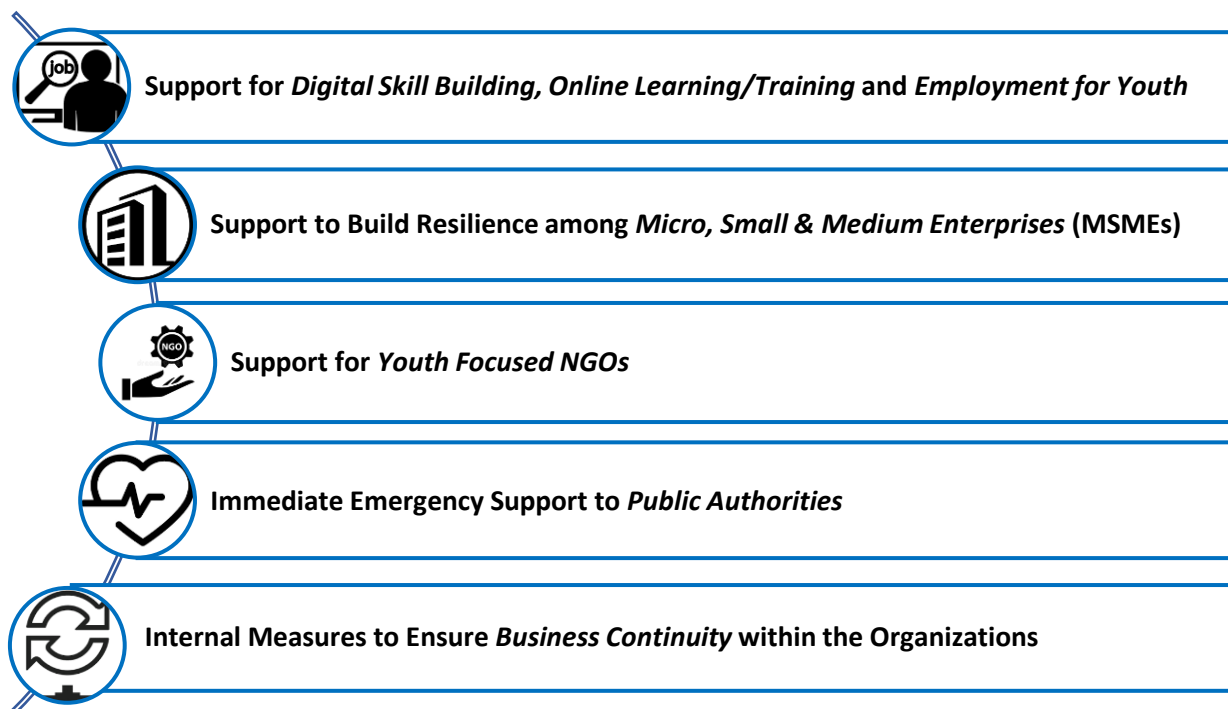 job
Support for Digital Skill Building, Online Learning/Training and Employment for Youth
Support to Build Resilience among Micro, Small & Medium Enterprises (MSMEs)
NGO
Support for Youth Focused NGOs
Immediate Emergency Support to Public Authorities
Internal Measures to Ensure Business Continuity within the Organizations